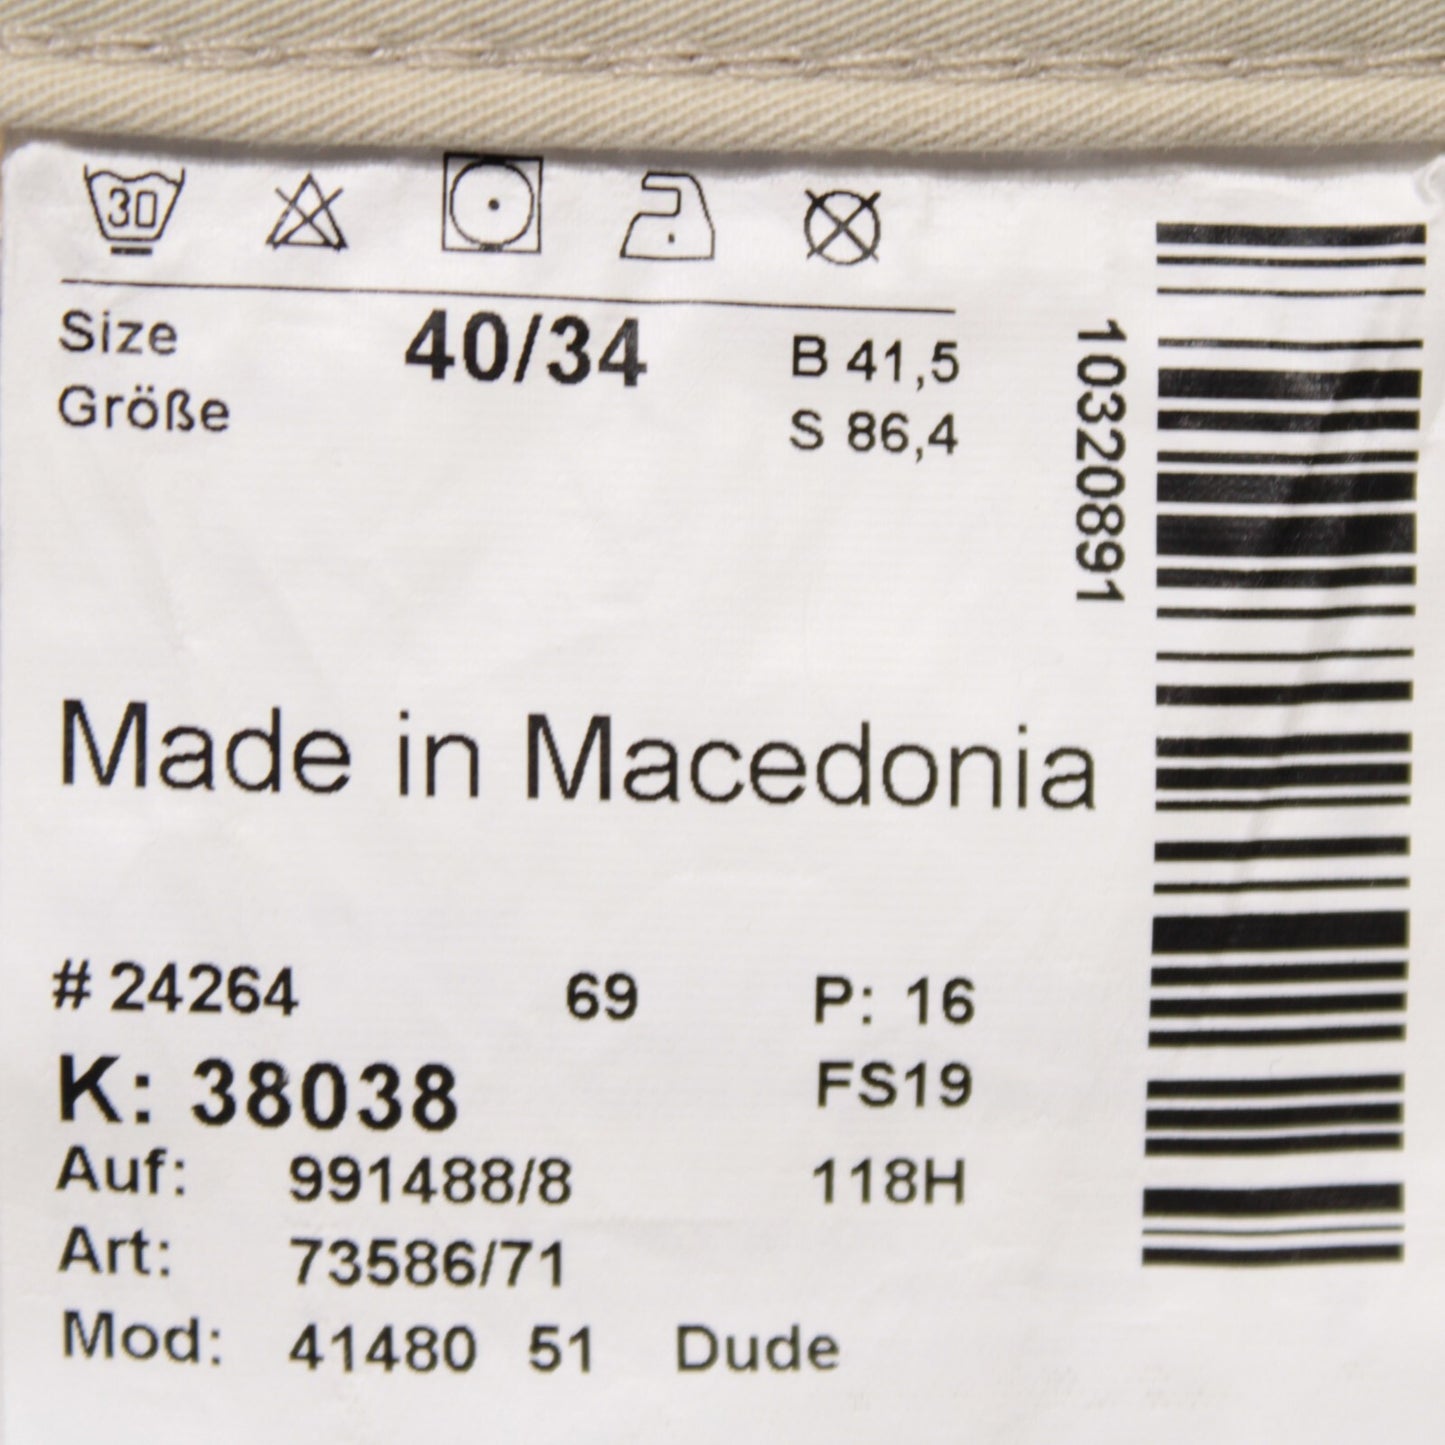 30
Size 40/34 B 41,5
Größe S 86,4
10320891
Made in Macedonia
# 24264 69 P: 16
K: 38038 FS19
Auf: 991488/8 118H
Art: 73586/71
Mod: 41480 51 Dude